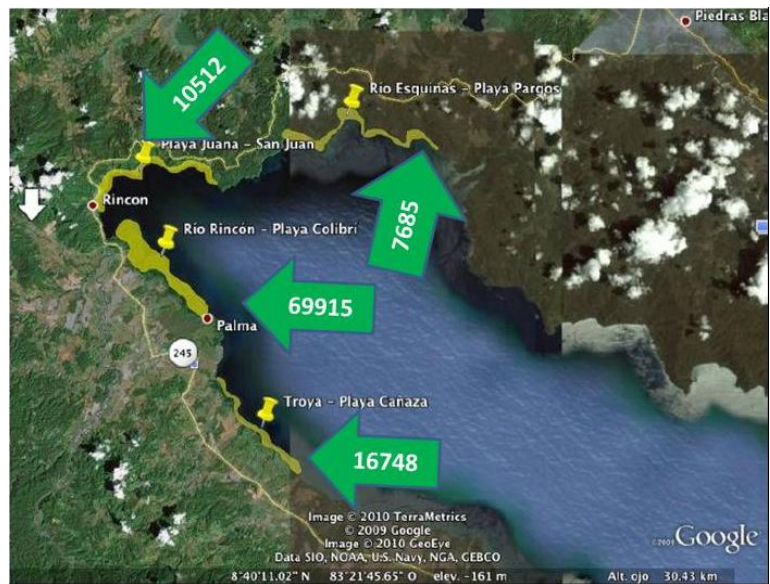 Piedras Bla
10512
Río Esquinas - Playa Pargos
Playa Juana - San Juan
Rincon
7685
Río Rincón - Playa Colibrí
69915
Palma
245
Troya - Playa Cañaza
16748
Image © 2010 TerraMetrics
© 2009 Google
Image © 2010 GeoEye
Data SIO, NOAA, U.S. Navy, NGA, GEBCO
©2009 Google
8°40'11.02" N 83°21'45.65" O elev. -161 m Alt. ojo 30.43 km